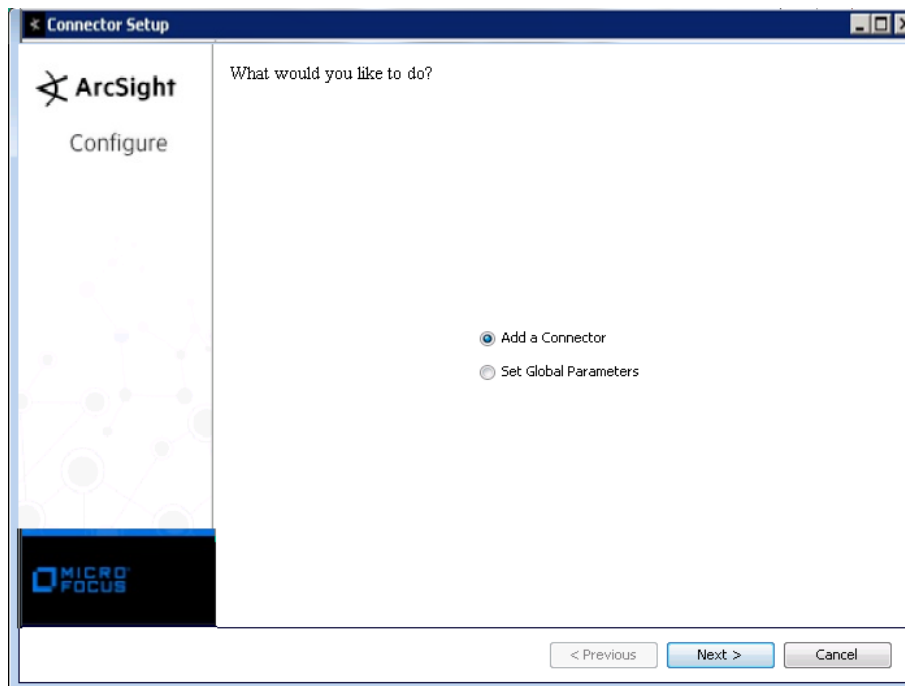 Connector Setup
ArcSight
Configure
What would you like to do?
Add a Connector
Set Global Parameters
MICRO
FOCUS
< Previous
Next >
Cancel